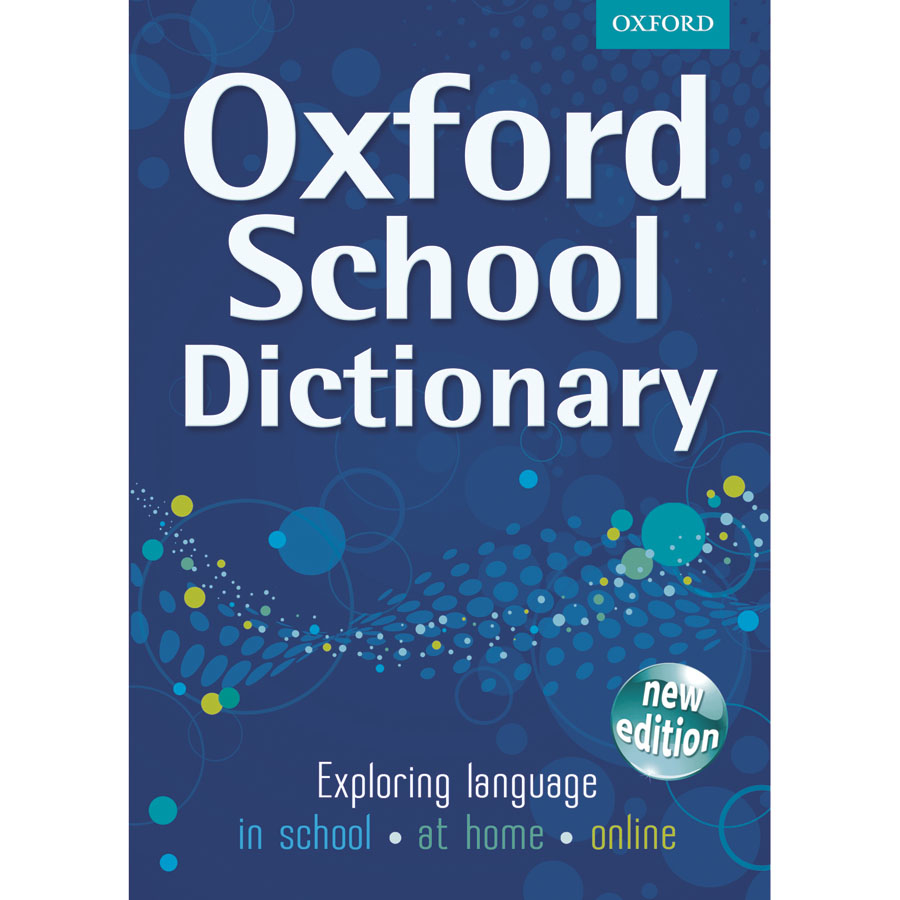 OXFORD
Oxford
School
Dictionary
new
edition
Exploring language
in school • at home • online